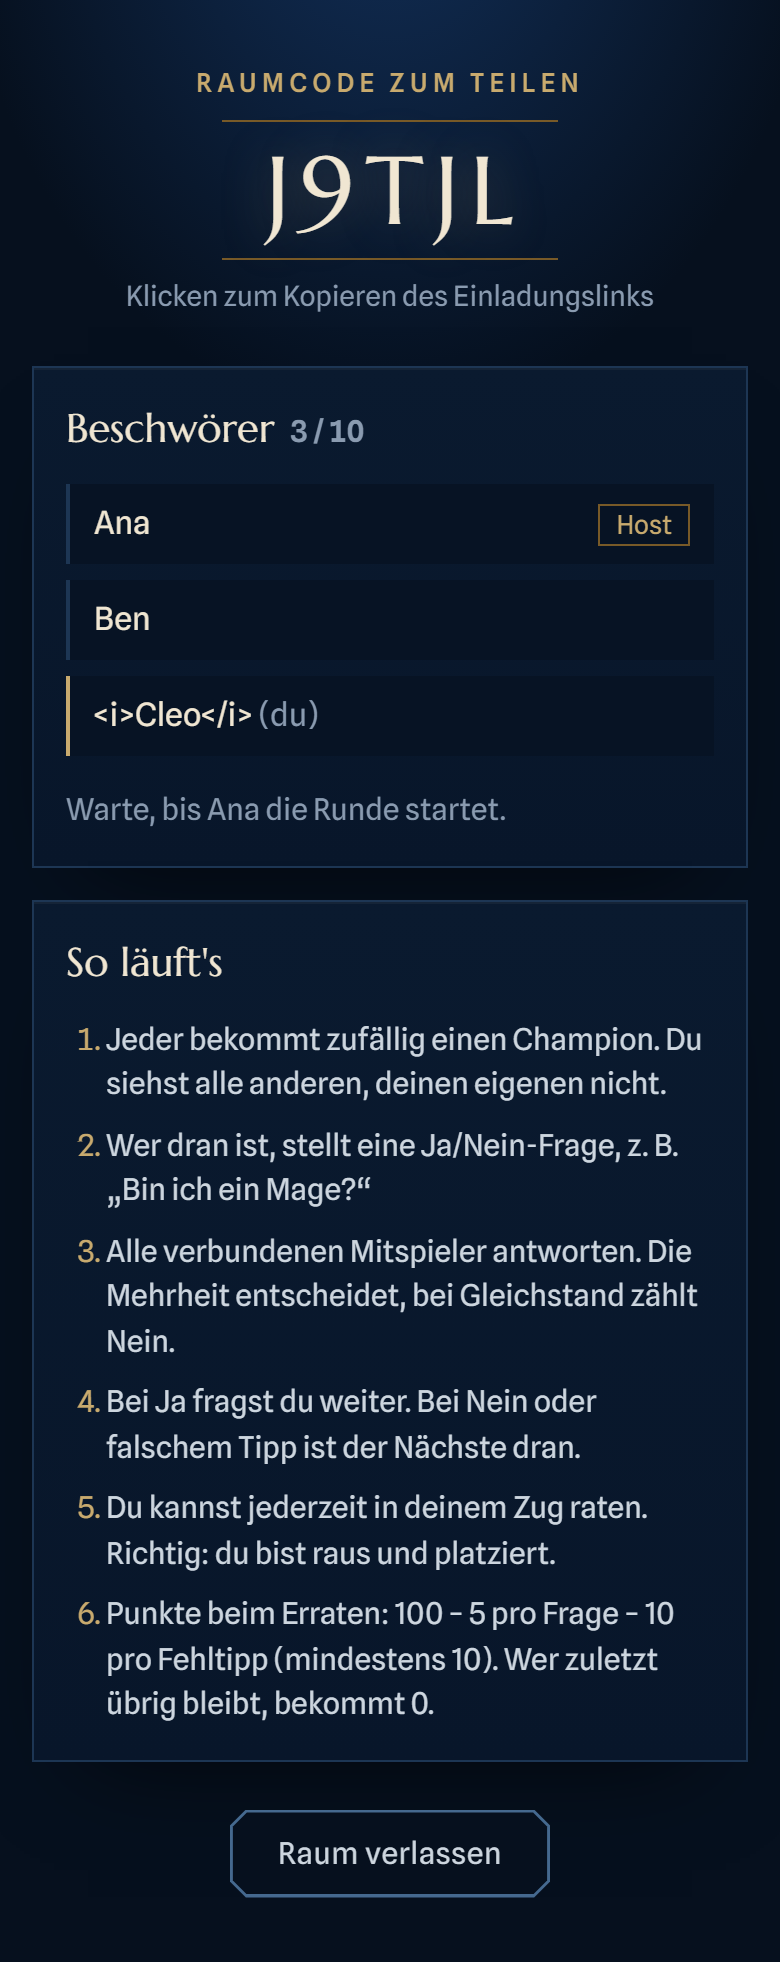 RAUMCODE ZUM TEILEN
J9TJL
Klicken zum Kopieren des Einladungslinks
Beschwörer 3 / 10
Ana Host
Ben
<i>Cleo</i> (du)
Warte, bis Ana die Runde startet.
So läuft's
1. Jeder bekommt zufällig einen Champion. Du
siehst alle anderen, deinen eigenen nicht.
2. Wer dran ist, stellt eine Ja/Nein-Frage, z. B.
„Bin ich ein Mage?“
3. Alle verbundenen Mitspieler antworten. Die
Mehrheit entscheidet, bei Gleichstand zählt
Nein.
4. Bei Ja fragst du weiter. Bei Nein oder
falschem Tipp ist der Nächste dran.
5. Du kannst jederzeit in deinem Zug raten.
Richtig: du bist raus und platziert.
6. Punkte beim Erraten: 100 − 5 pro Frage − 10
pro Fehltipp (mindestens 10). Wer zuletzt
übrig bleibt, bekommt 0.
Raum verlassen